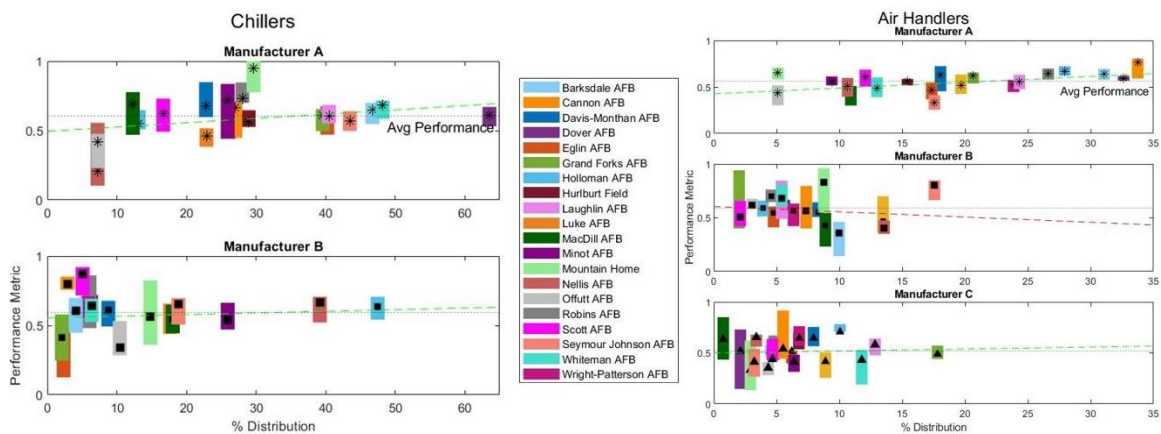 Chillers
Manufacturer A
1
0.5
0
0 10 20 30 40 50 60
Avg Performance
Manufacturer B
1
0.5
0
0 10 20 30 40 50 60
Performance Metric
% Distribution
Barksdale AFB
Cannon AFB
Davis-Monthan AFB
Dover AFB
Eglin AFB
Grand Forks AFB
Holloman AFB
Hurlburt Field
Laughlin AFB
Luke AFB
MacDill AFB
Minot AFB
Mountain Home
Nellis AFB
Offutt AFB
Robins AFB
Scott AFB
Seymour Johnson AFB
Whiteman AFB
Wright-Patterson AFB
Air Handlers
Manufacturer A
1
0.5
0
0 5 10 15 20 25 30 35
Avg Performance
Manufacturer B
1
0.5
0
0 5 10 15 20 25 30 35
Performance Metric
Manufacturer C
1
0.5
0
0 5 10 15 20 25 30 35
% Distribution